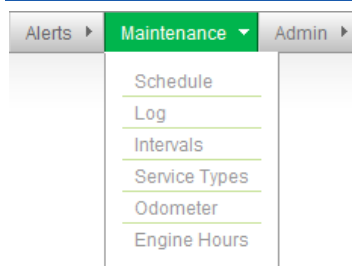 Alerts Maintenance Admin
Schedule
Log
Intervals
Service Types
Odometer
Engine Hours